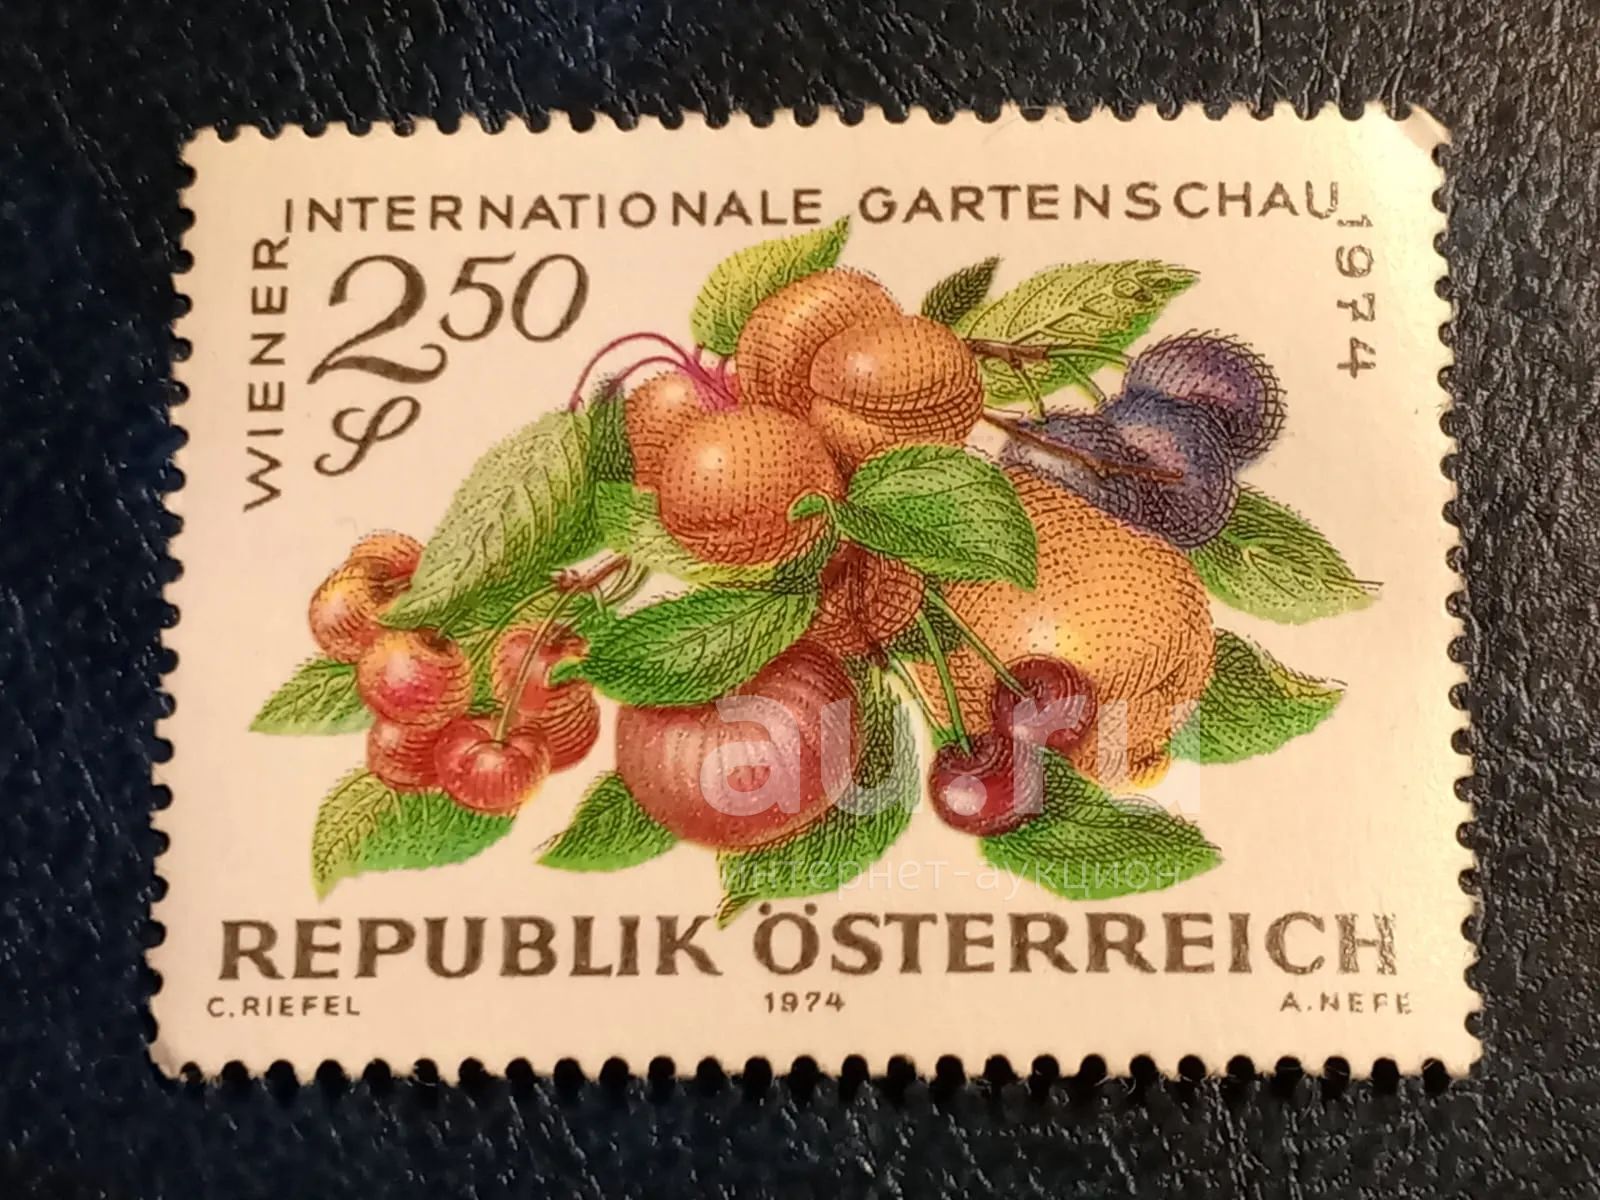 WIENER INTERNATIONALE GARTENSCHAU 1974
2 50
S
au.ru
интернет-аукцион
REPUBLIK ÖSTERREICH
C. RIEFEL 1974 A. NEFE